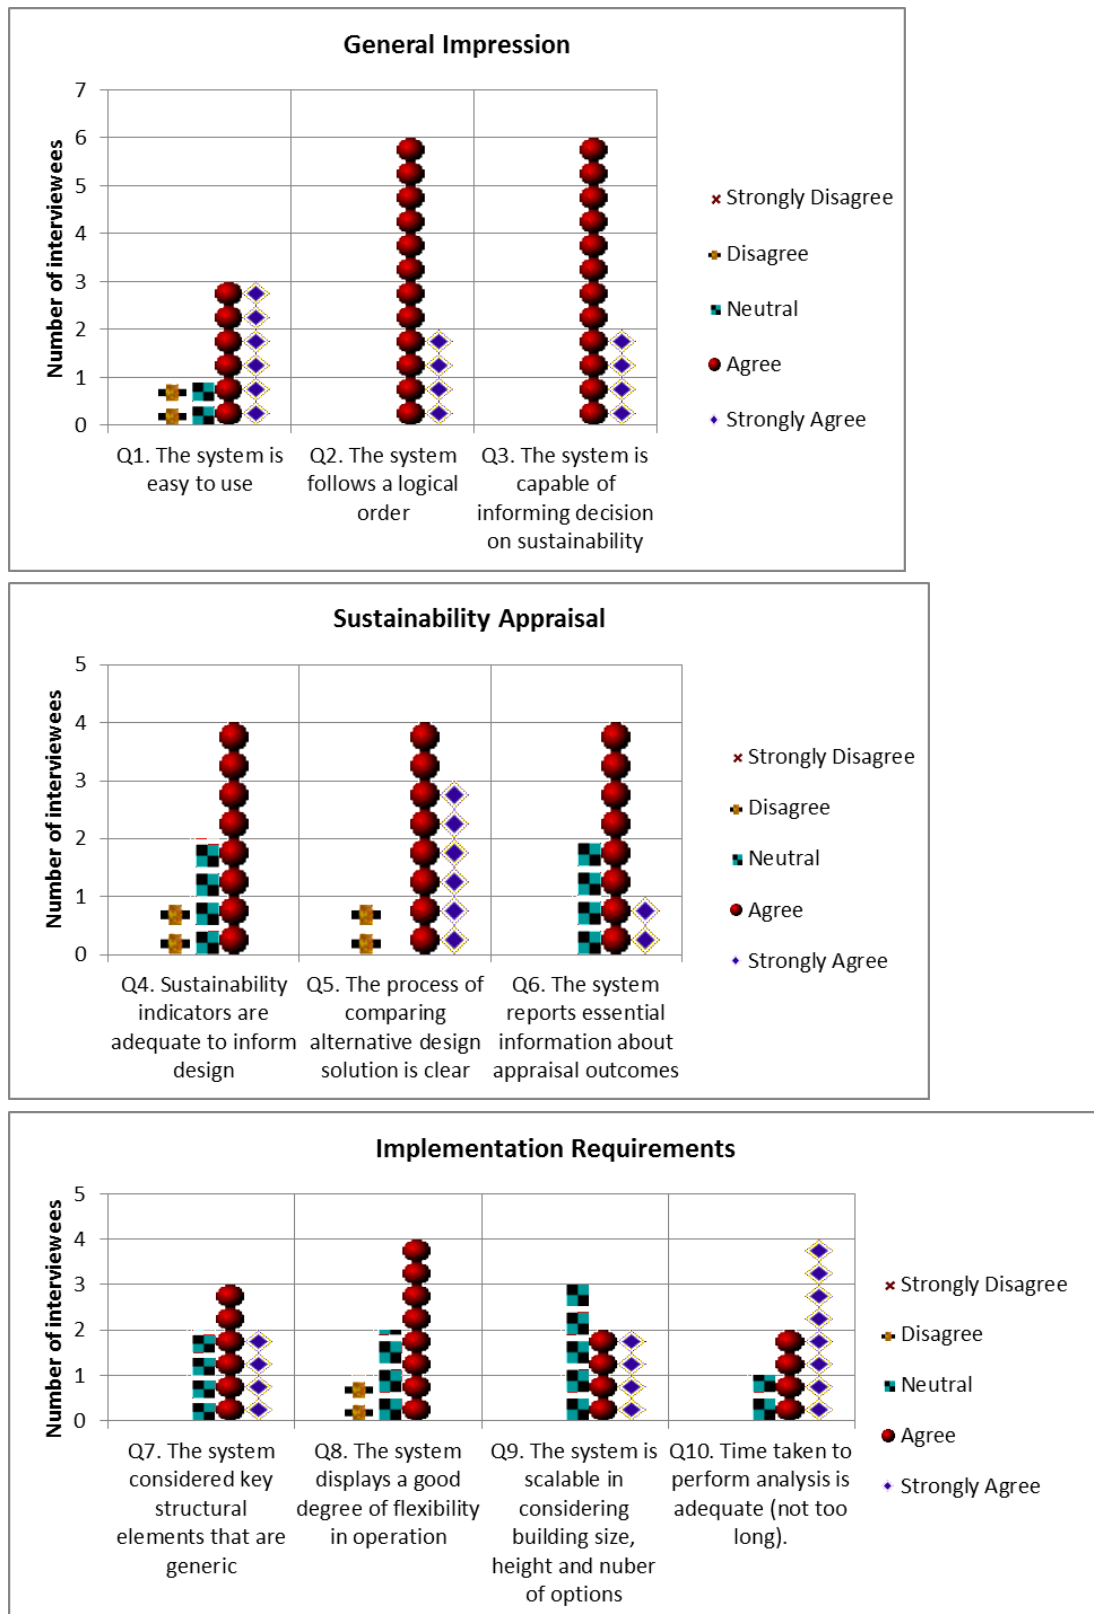 General Impression
7
6
5
4
3
2
1
0
Number of interviewees
Q1. The system is
easy to use
Q2. The system
follows a logical
order
Q3. The system is
capable of
informing decision
on sustainability
Strongly Disagree
Disagree
Neutral
Agree
Strongly Agree
Sustainability Appraisal
5
4
3
2
1
0
Number of interviewees
Q4. Sustainability
indicators are
adequate to inform
design
Q5. The process of
comparing
alternative design
solution is clear
Q6. The system
reports essential
information about
appraisal outcomes
Strongly Disagree
Disagree
Neutral
Agree
Strongly Agree
Implementation Requirements
5
4
3
2
1
0
Number of interviewees
Q7. The system
considered key
structural
elements that are
generic
Q8. The system
displays a good
degree of flexibility
in operation
Q9. The system is
scalable in
considering
building size,
height and nuber
of options
Q10. Time taken to
perform analysis is
adequate (not too
long).
Strongly Disagree
Disagree
Neutral
Agree
Strongly Agree